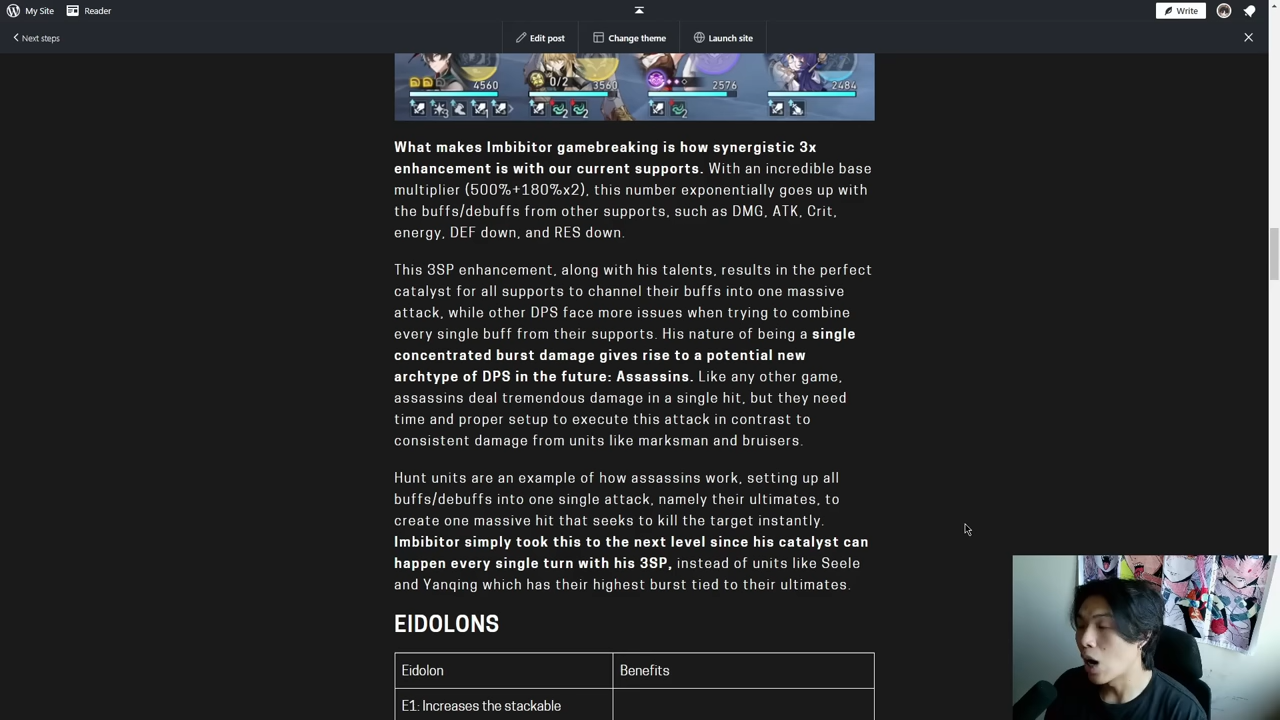 My Site
Reader
Write
Next steps
Edit post
Change theme
Launch site
4560
0/2
3560
2576
2484
What makes Imbibitor gamebreaking is how synergistic 3x
enhancement is with our current supports. With an incredible base
multiplier (500%+180%x2), this number exponentially goes up with
the buffs/debuffs from other supports, such as DMG, ATK, Crit,
energy, DEF down, and RES down.
This 3SP enhancement, along with his talents, results in the perfect
catalyst for all supports to channel their buffs into one massive
attack, while other DPS face more issues when trying to combine
every single buff from their supports. His nature of being a single
concentrated burst damage gives rise to a potential new
archtype of DPS in the future: Assassins. Like any other game,
assassins deal tremendous damage in a single hit, but they need
time and proper setup to execute this attack in contrast to
consistent damage from units like marksman and bruisers.
Hunt units are an example of how assassins work, setting up all
buffs/debuffs into one single attack, namely their ultimates, to
create one massive hit that seeks to kill the target instantly.
Imbibitor simply took this to the next level since his catalyst can
happen every single turn with his 3SP, instead of units like Seele
and Yanqing which has their highest burst tied to their ultimates.
EIDOLONS
Eidolon
Benefits
E1: Increases the stackable